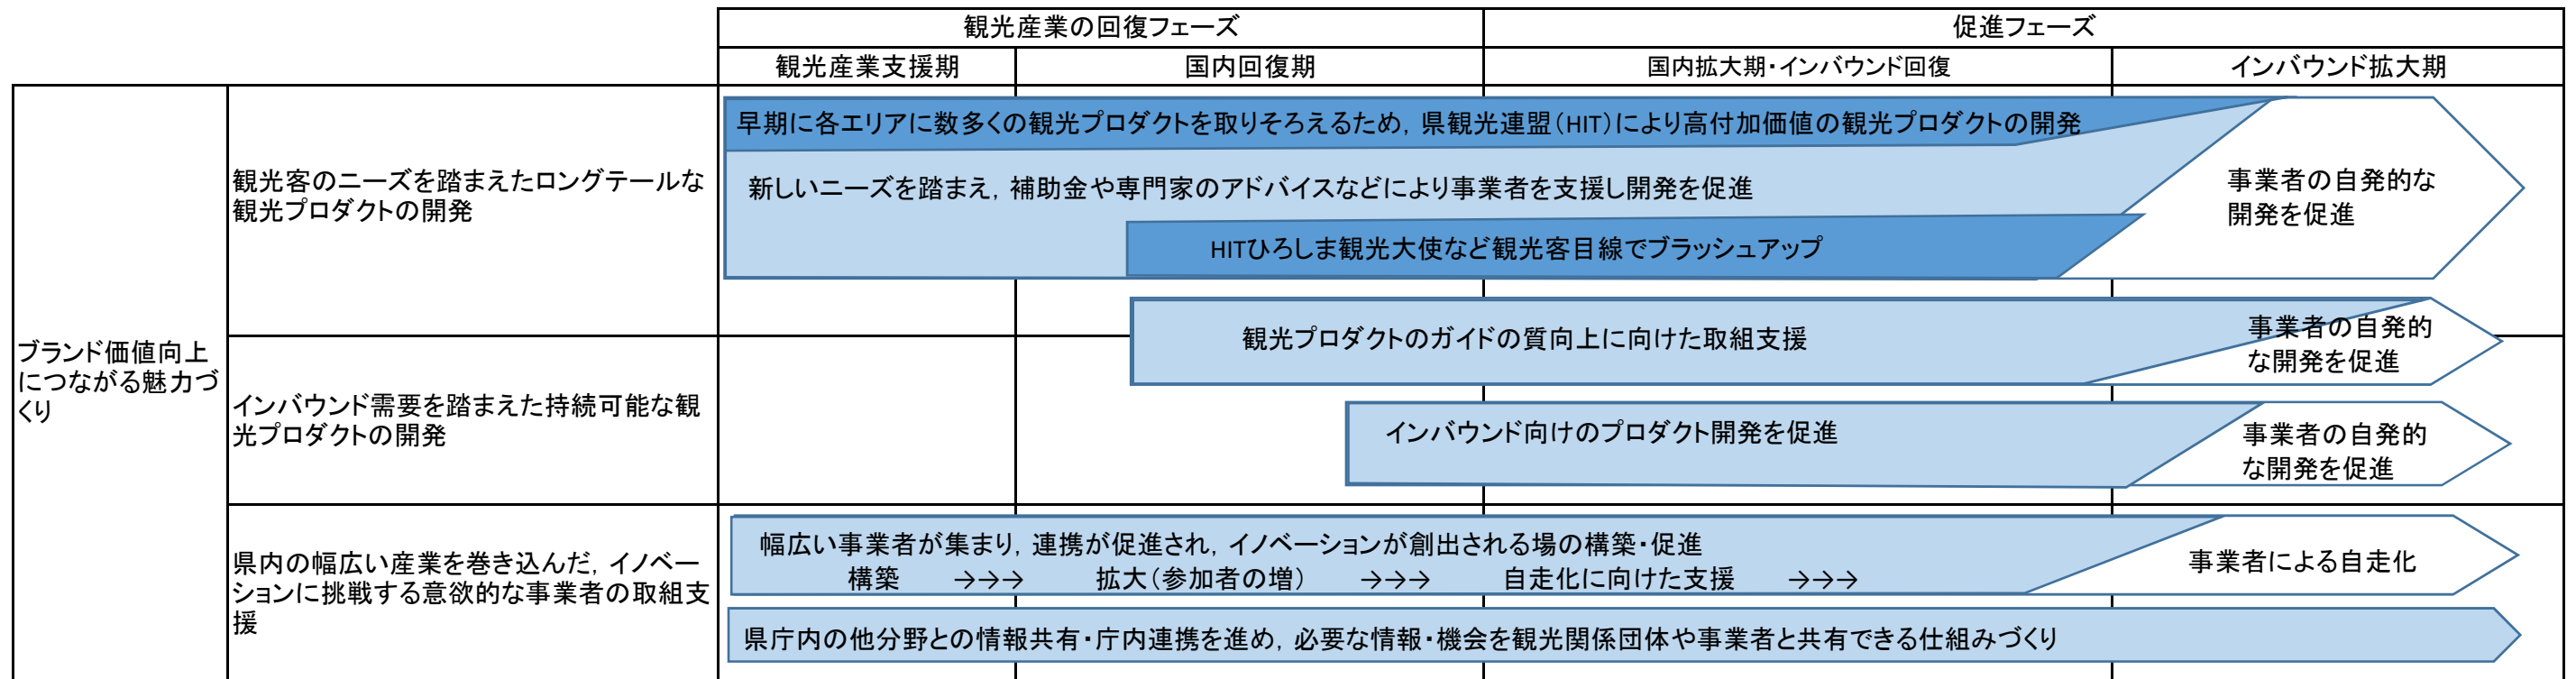 観光産業の回復フェーズ
促進フェーズ
観光産業支援期
国内回復期
国内拡大期・インバウンド回復
インバウンド拡大期
ブランド価値向上
につながる魅力づ
くり
観光客のニーズを踏まえたロングテールな
観光プロダクトの開発
早期に各エリアに数多くの観光プロダクトを取りそろえるため，県観光連盟（HIT）により高付加価値の観光プロダクトの開発
新しいニーズを踏まえ，補助金や専門家のアドバイスなどにより事業者を支援し開発を促進
HITひろしま観光大使など観光客目線でブラッシュアップ
事業者の自発的な
開発を促進
観光プロダクトのガイドの質向上に向けた取組支援
事業者の自発的
な開発を促進
インバウンド需要を踏まえた持続可能な観
光プロダクトの開発
インバウンド向けのプロダクト開発を促進
事業者の自発的
な開発を促進
県内の幅広い産業を巻き込んだ，イノベー
ションに挑戦する意欲的な事業者の取組支
援
幅広い事業者が集まり，連携が促進され，イノベーションが創出される場の構築・促進
構築　→→→　拡大（参加者の増）　→→→　自走化に向けた支援　→→→
事業者による自走化
県庁内の他分野との情報共有・庁内連携を進め，必要な情報・機会を観光関係団体や事業者と共有できる仕組みづくり